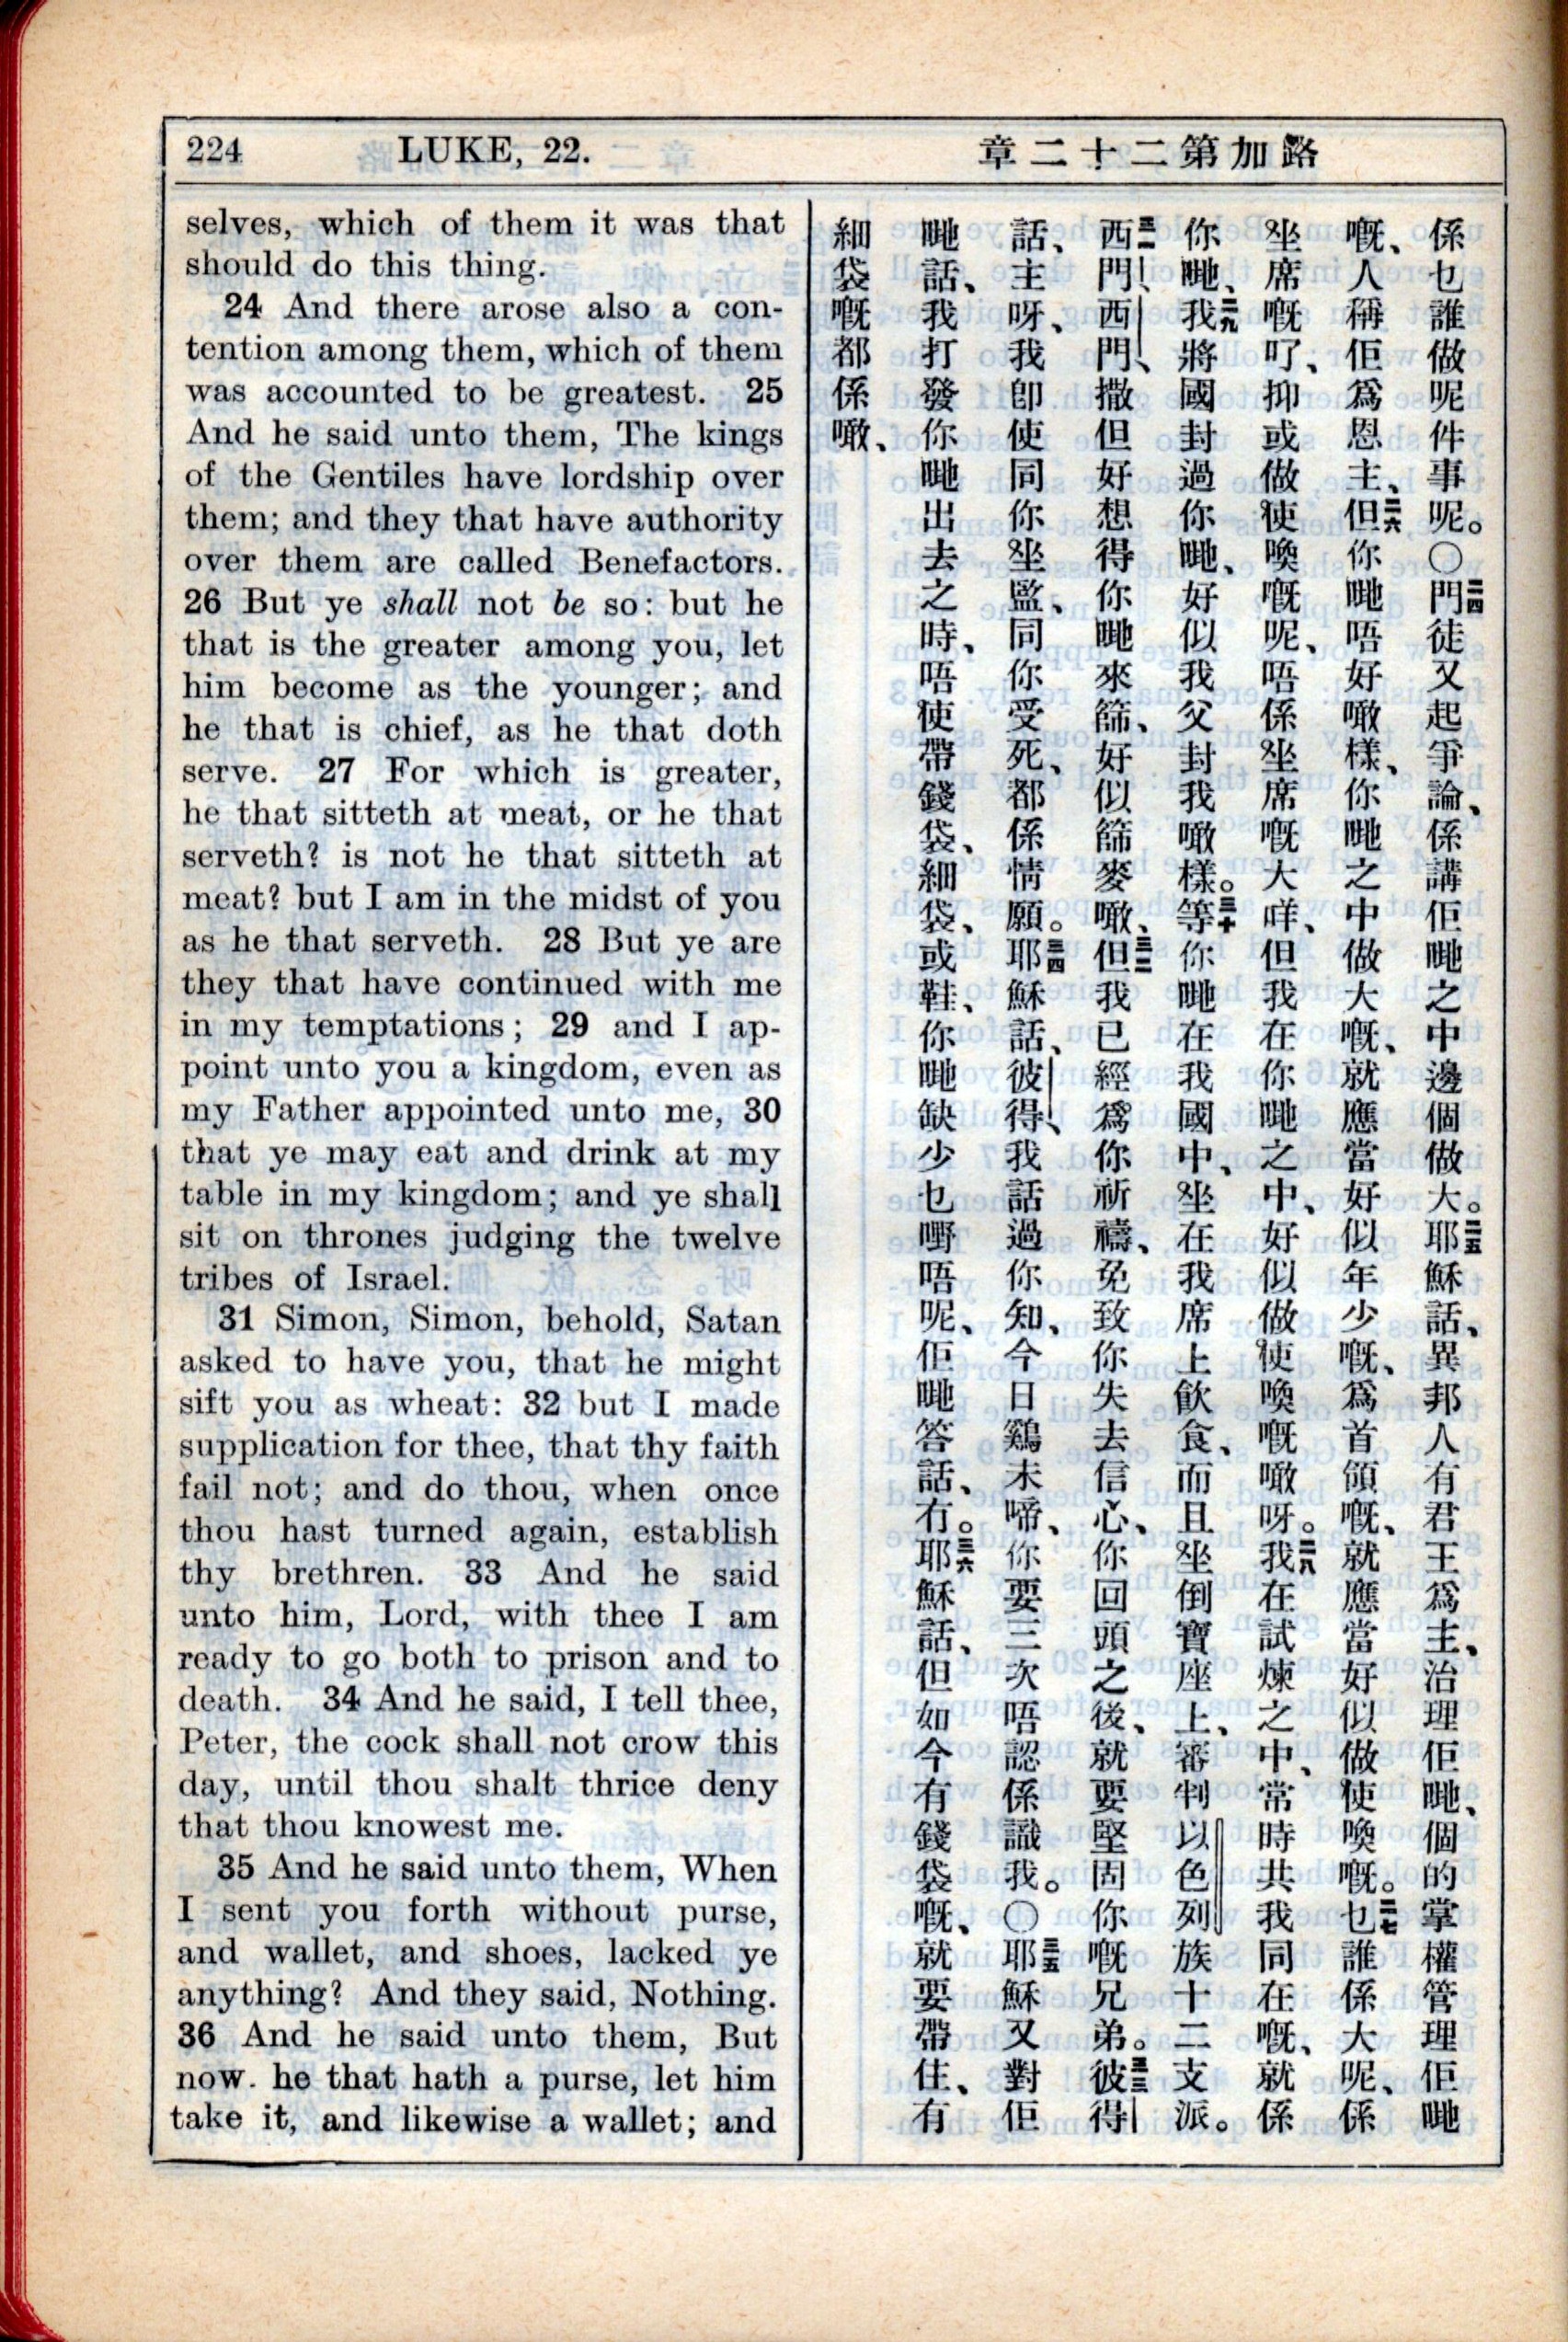 224 LUKE, 22.
selves, which of them it was that
should do this thing.
24 And there arose also a con-
tention among them, which of them
was accounted to be greatest. 25
And he said unto them, The kings
of the Gentiles have lordship over
them; and they that have authority
over them are called Benefactors.
26 But ye shall not be so: but he
that is the greater among you, let
him become as the younger; and
he that is chief, as he that doth
serve. 27 For which is greater,
he that sitteth at meat, or he that
serveth? is not he that sitteth at
meat? but I am in the midst of you
as he that serveth. 28 But ye are
they that have continued with me
in my temptations; 29 and I ap-
point unto you a kingdom, even as
my Father appointed unto me, 30
that ye may eat and drink at my
table in my kingdom; and ye shall
sit on thrones judging the twelve
tribes of Israel.
31 Simon, Simon, behold, Satan
asked to have you, that he might
sift you as wheat: 32 but I made
supplication for thee, that thy faith
fail not; and do thou, when once
thou hast turned again, establish
thy brethren. 33 And he said
unto him, Lord, with thee I am
ready to go both to prison and to
death. 34 And he said, I tell thee,
Peter, the cock shall not crow this
day, until thou shalt thrice deny
that thou knowest me.
35 And he said unto them, When
I sent you forth without purse,
and wallet, and shoes, lacked ye
anything? And they said, Nothing.
36 And he said unto them, But
now. he that hath a purse, let him
take it, and likewise a wallet; and
路加第二十二章
係乜誰做呢件事呢。〇二四門徒又起爭論、係講佢哋之中邊個做大。二五耶穌話、異邦人有君王爲主、治理佢哋、個的掌權管理佢哋
嘅、人稱佢爲恩主、二六但你哋唔好噉樣、你哋之中做大嘅、就應當好似年少嘅、爲首領嘅、就應當好似做使喚嘅。二七乜誰係大呢、係
坐席嘅吖、抑或做使喚嘅呢、唔係坐席嘅大咩、但我在你哋之中、好似做使喚嘅噉呀。二八我在試煉之中、常時共我同在嘅、就係
你哋、二九我將國封過你哋、好似我父封我噉樣。三十等你哋在我國中、坐在我席上飲食、而且坐倒寶座上、審判以色列族十二支派。
三一西門、西門、撒但好想得你哋來篩、好似篩麥噉、三二但我已經爲你祈禱、免致你失去信心、你回頭之後、就要堅固你嘅兄弟。三三彼得
話、主呀、我卽使同你坐監、同你受死、都係情願。三四耶穌話、彼得、我話過你知、今日鷄未啼、你要三次唔認係識我。〇三五耶穌又對佢
哋話、我打發你哋出去之時、唔使帶錢袋、細袋、或鞋、你哋缺少乜嘢唔呢、佢哋答話、冇。三六耶穌話、但如今有錢袋嘅、就要帶住、有
細袋嘅都係噉、